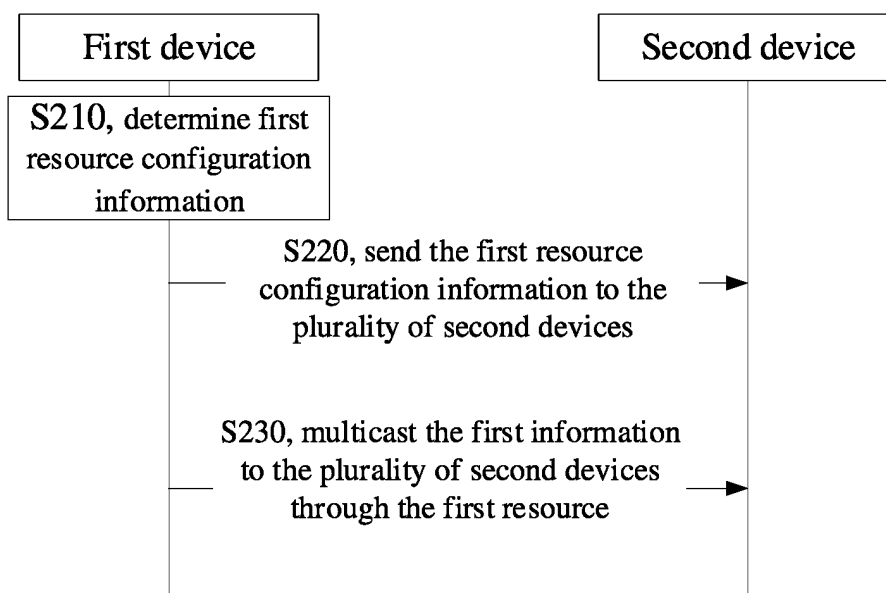 First device
Second device
S210, determine first
resource configuration
information
S220, send the first resource
configuration information to the
plurality of second devices
S230, multicast the first information
to the plurality of second devices
through the first resource